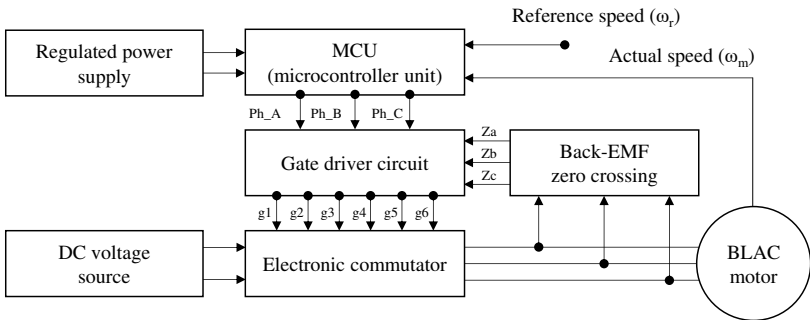 Reference speed (ωr)
Regulated power
supply
MCU
(microcontroller unit)
Actual speed (ωm)
Ph_A
Ph_B
Ph_C
Gate driver circuit
Za
Zb
Zc
Back-EMF
zero crossing
g1
g2
g3
g4
g5
g6
DC voltage
source
Electronic commutator
BLAC
motor